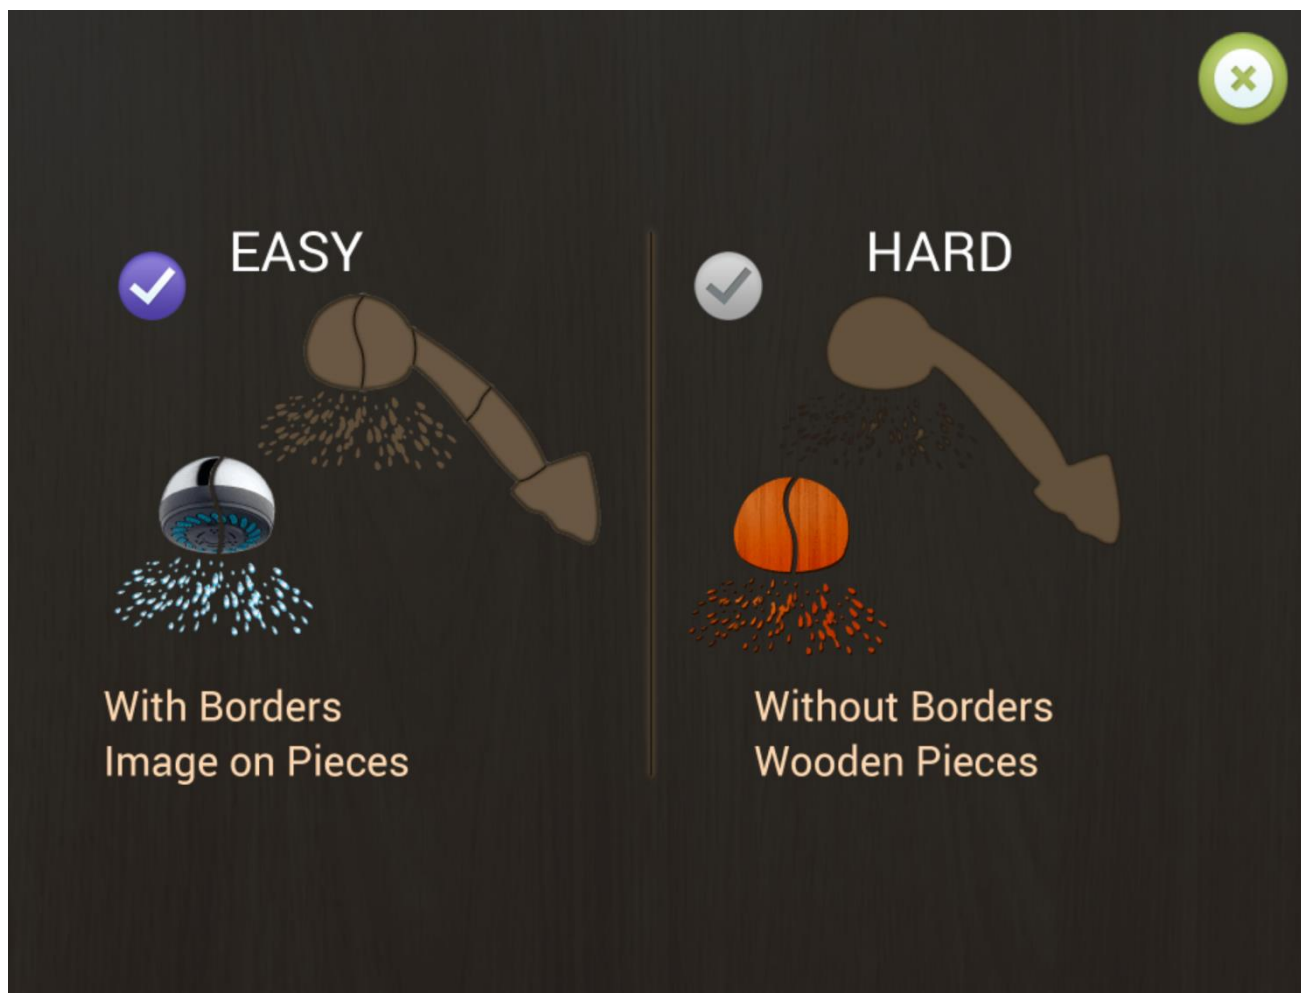 EASY
HARD
With Borders
Image on Pieces
Without Borders
Wooden Pieces